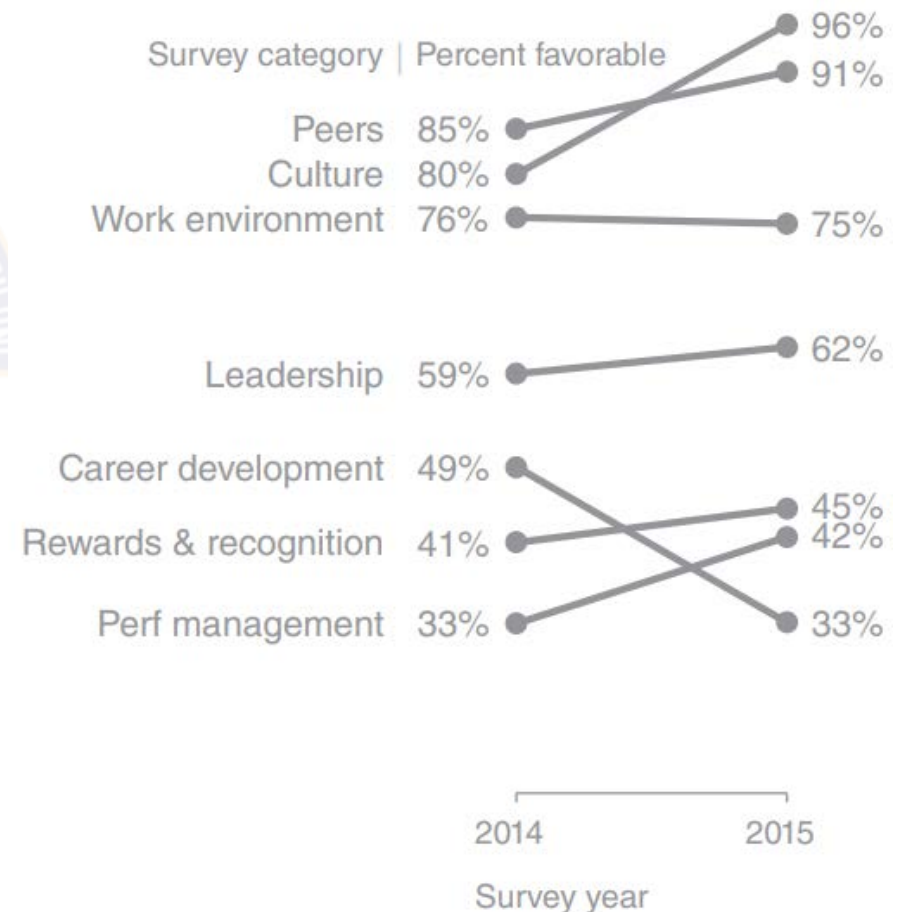 96%
Survey category | Percent favorable
91%
Peers 85%
Culture 80%
Work environment 76% 75%
Leadership 59% 62%
Career development 49%
45%
Rewards & recognition 41% 42%
Perf management 33% 33%
2014 2015
Survey year